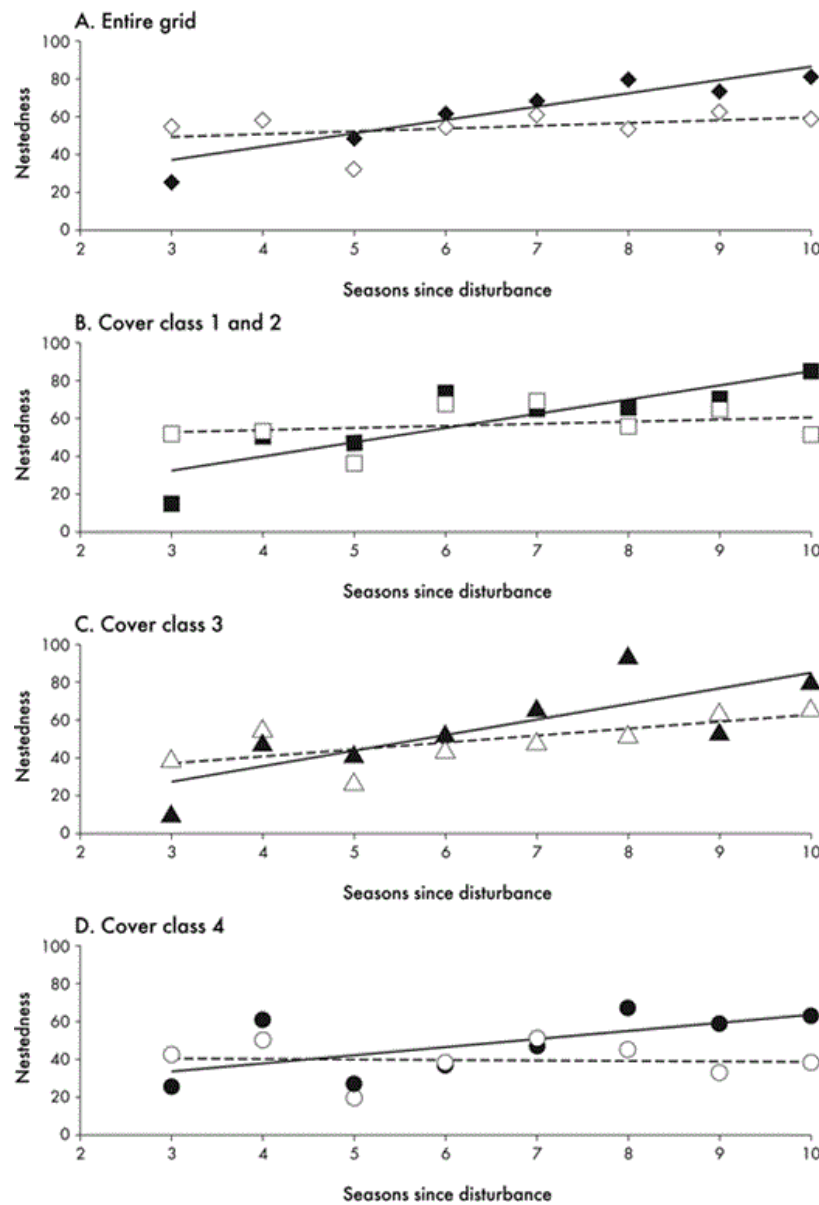 A. Entire grid
100
80
60
40
20
0
Nestedness
2 3 4 5 6 7 8 9 10
Seasons since disturbance
B. Cover class 1 and 2
100
80
60
40
20
0
Nestedness
2 3 4 5 6 7 8 9 10
Seasons since disturbance
C. Cover class 3
100
80
60
40
20
0
Nestedness
2 3 4 5 6 7 8 9 10
Seasons since disturbance
D. Cover class 4
100
80
60
40
20
0
Nestedness
2 3 4 5 6 7 8 9 10
Seasons since disturbance